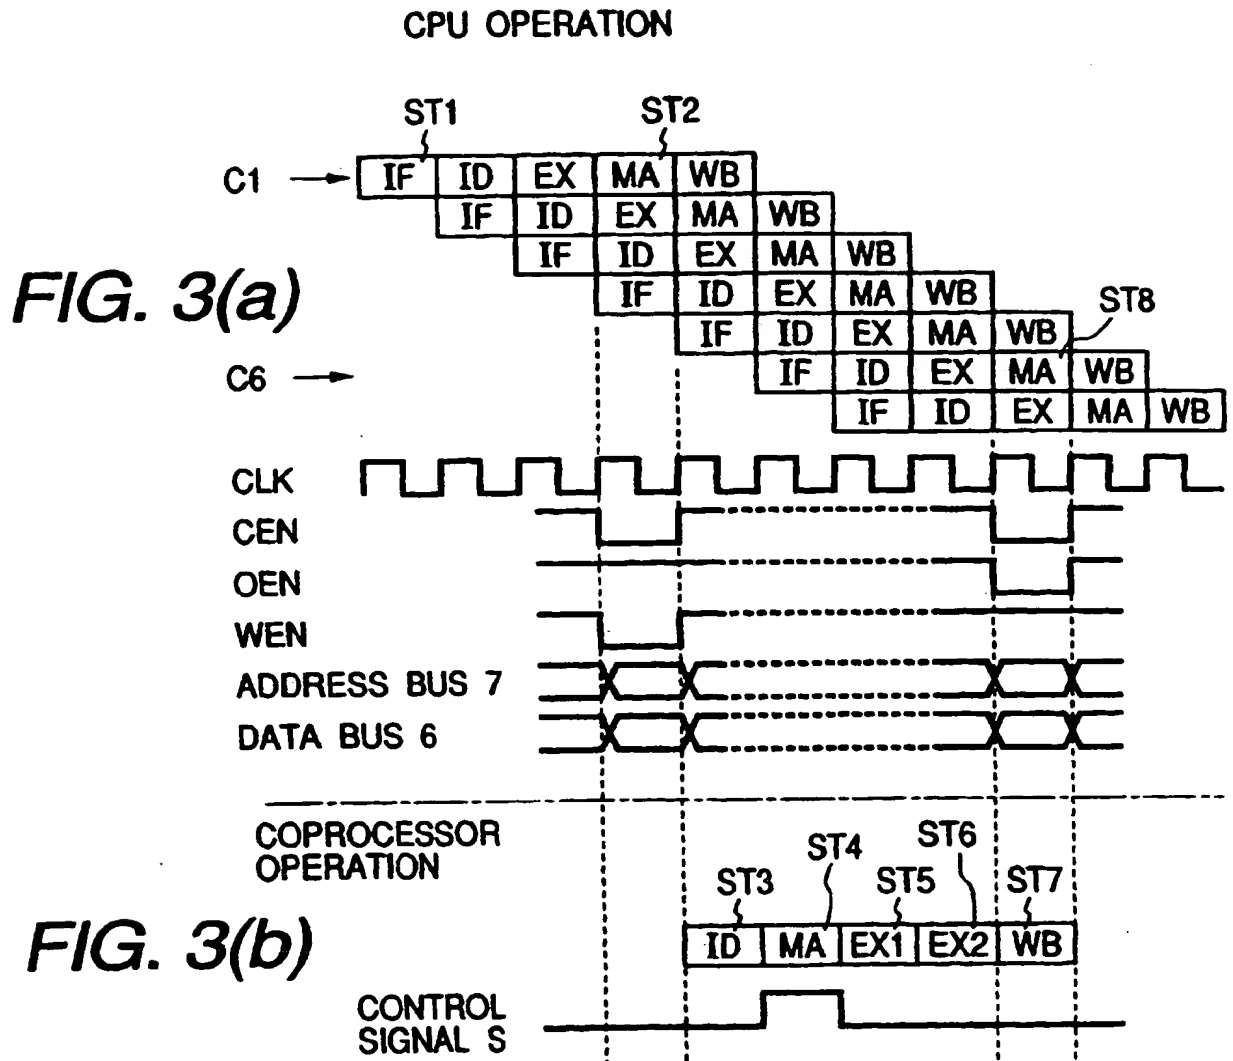 CPU OPERATION
ST1 ST2
C1 IF ID EX MA WB
IF ID EX MA WB
IF ID EX MA WB
FIG. 3(a)
IF ID EX MA WB
ST8
IF ID EX MA WB
C6 IF ID EX MA WB
IF ID EX MA WB
CLK
CEN
OEN
WEN
ADDRESS BUS 7
DATA BUS 6
COPROCESSOR
OPERATION
ST3 ST4 ST5 ST6 ST7
FIG. 3(b)
ID MA EX1 EX2 WB
CONTROL
SIGNAL S